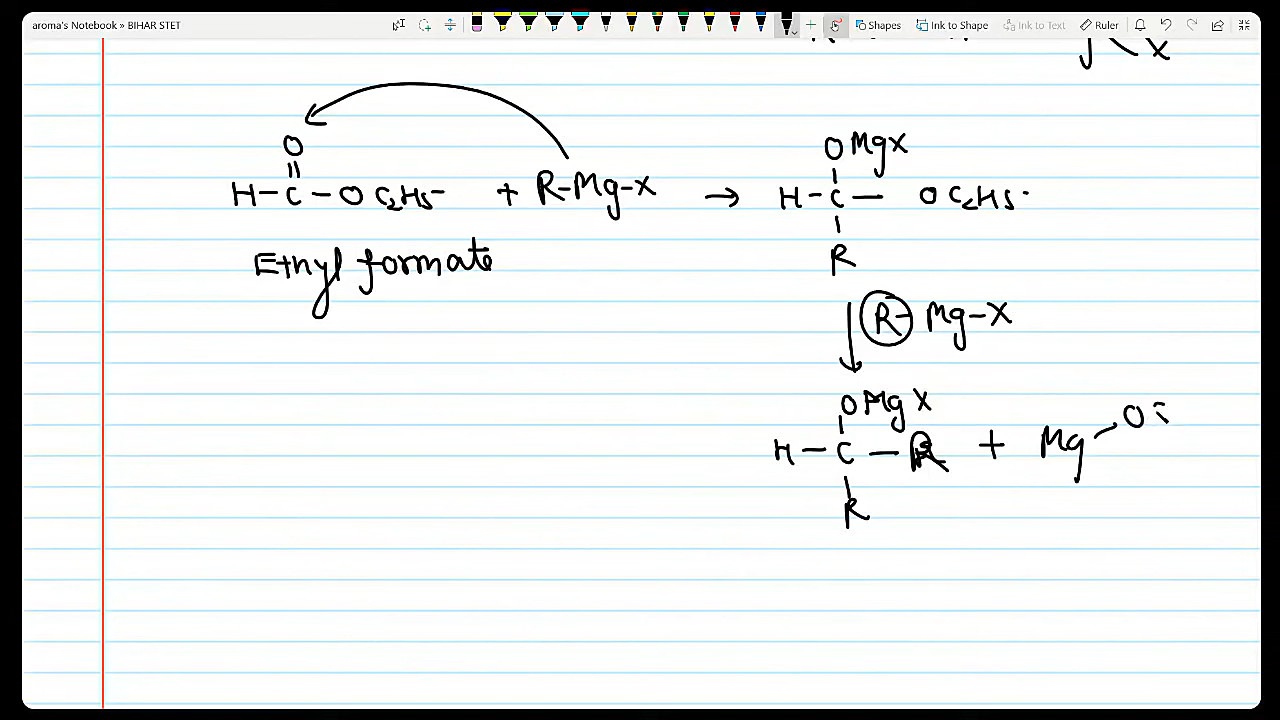 aroma's Notebook » BIHAR STET
Shapes Ink to Shape Ink to Text Ruler
x
O OMgX
H-C-OC2H5 + R-Mg-X → H-C-OC2H5
Ethyl formate R
R-Mg-X
OMgX
H-C-R + Mg-O
R